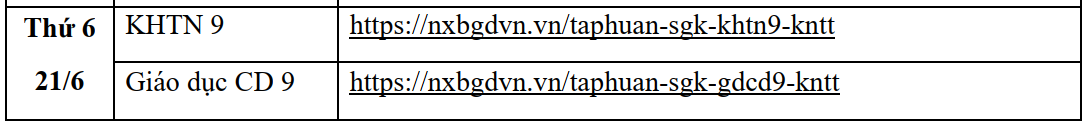 Thứ 6
21/6
KHTN 9
https://nxbgdvn.vn/taphuan-sgk-khtn9-kntt
Giáo dục CD 9
https://nxbgdvn.vn/taphuan-sgk-gdcd9-kntt